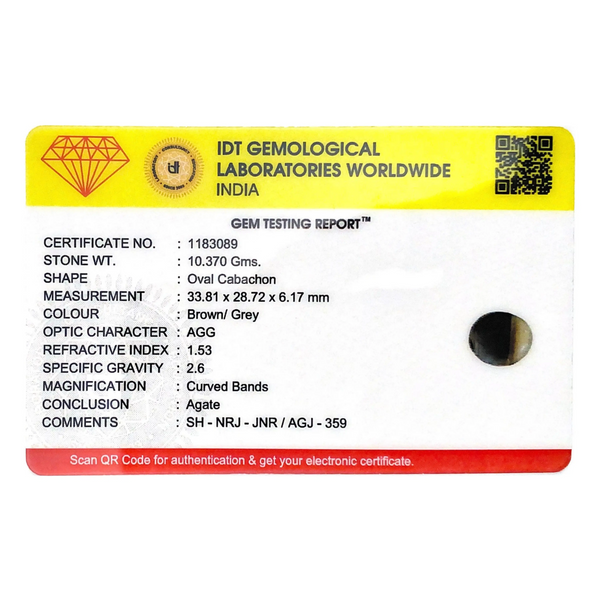 IDT GEMOLOGICAL
LABORATORIES WORLDWIDE
INDIA
GEM TESTING REPORT™
CERTIFICATE NO. : 1183089
STONE WT. : 10.370 Gms.
SHAPE : Oval Cabachon
MEASUREMENT : 33.81 x 28.72 x 6.17 mm
COLOUR : Brown/ Grey
OPTIC CHARACTER : AGG
REFRACTIVE INDEX : 1.53
SPECIFIC GRAVITY : 2.6
MAGNIFICATION : Curved Bands
CONCLUSION : Agate
COMMENTS : SH - NRJ - JNR / AGJ - 359
Scan QR Code for authentication & get your electronic certificate.